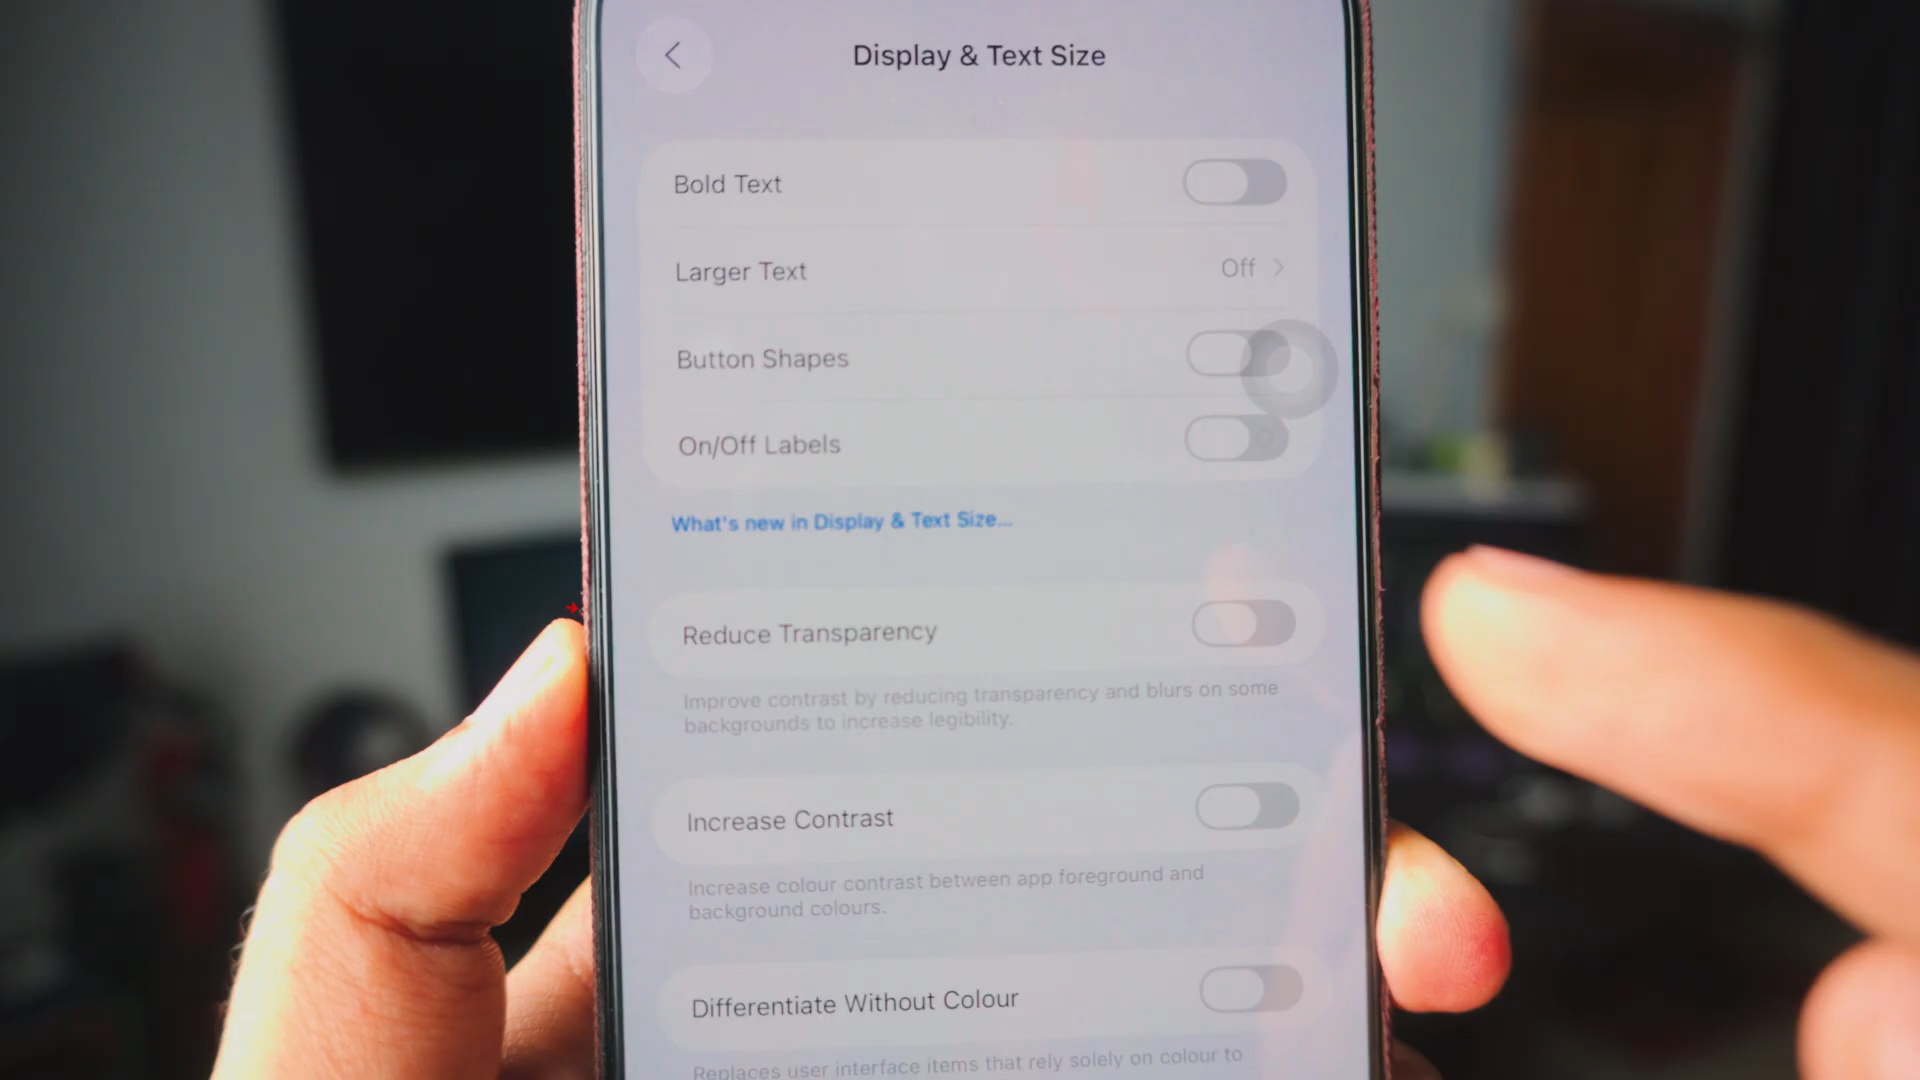 Display & Text Size
Bold Text
Larger Text Off
Button Shapes
On/Off Labels
What's new in Display & Text Size...
Reduce Transparency
Improve contrast by reducing transparency and blurs on some
backgrounds to increase legibility.
Increase Contrast
Increase colour contrast between app foreground and
background colours.
Differentiate Without Colour
Replaces user interface items that rely solely on colour to